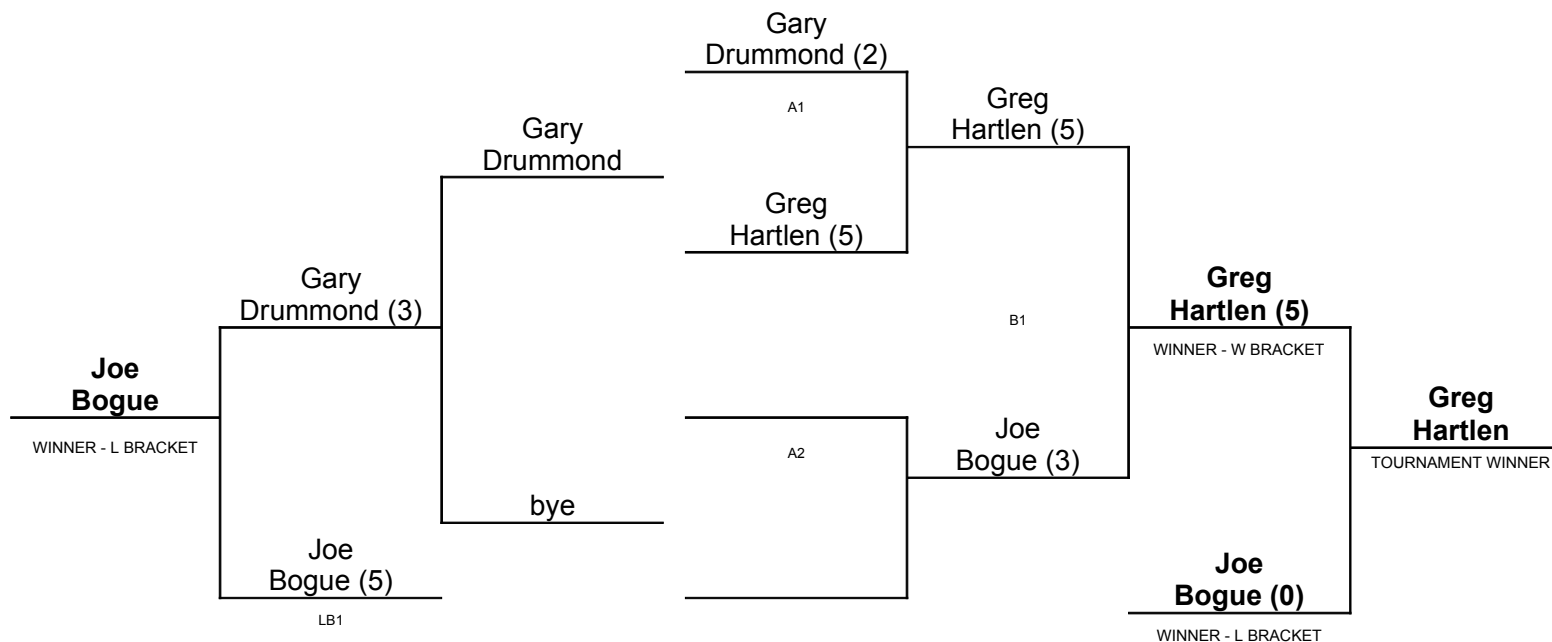 Gary
Drummond (2)
A1
Greg
Hartlen (5)
Gary
Drummond
Greg
Hartlen (5)
Gary
Drummond (3)
B1
Greg
Hartlen (5)
WINNER - W BRACKET
Joe
Bogue
WINNER - L BRACKET
A2
Joe
Bogue (3)
Greg
Hartlen
TOURNAMENT WINNER
bye
Joe
Bogue (5)
LB1
Joe
Bogue (0)
WINNER - L BRACKET